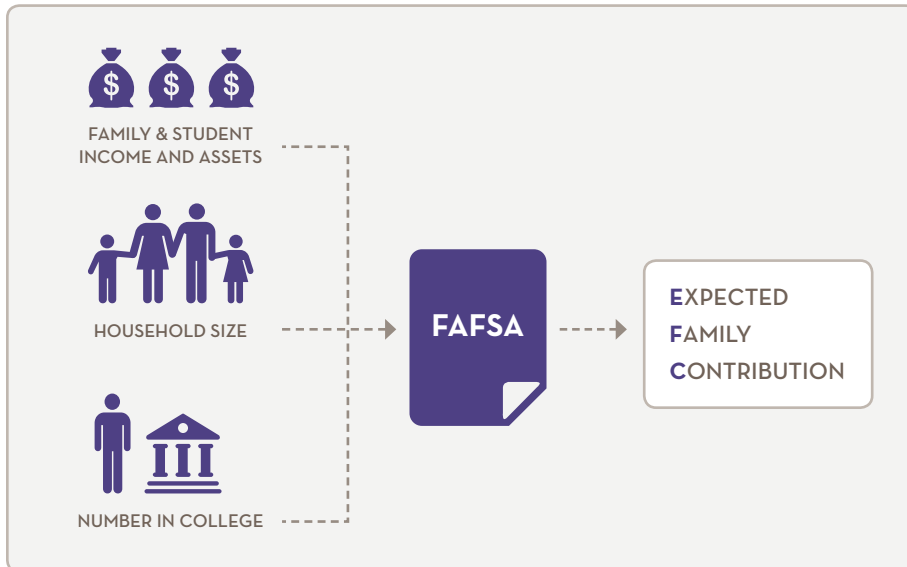 $ $ $
FAMILY & STUDENT
INCOME AND ASSETS
HOUSEHOLD SIZE
NUMBER IN COLLEGE
FAFSA
EXPECTED
FAMILY
CONTRIBUTION